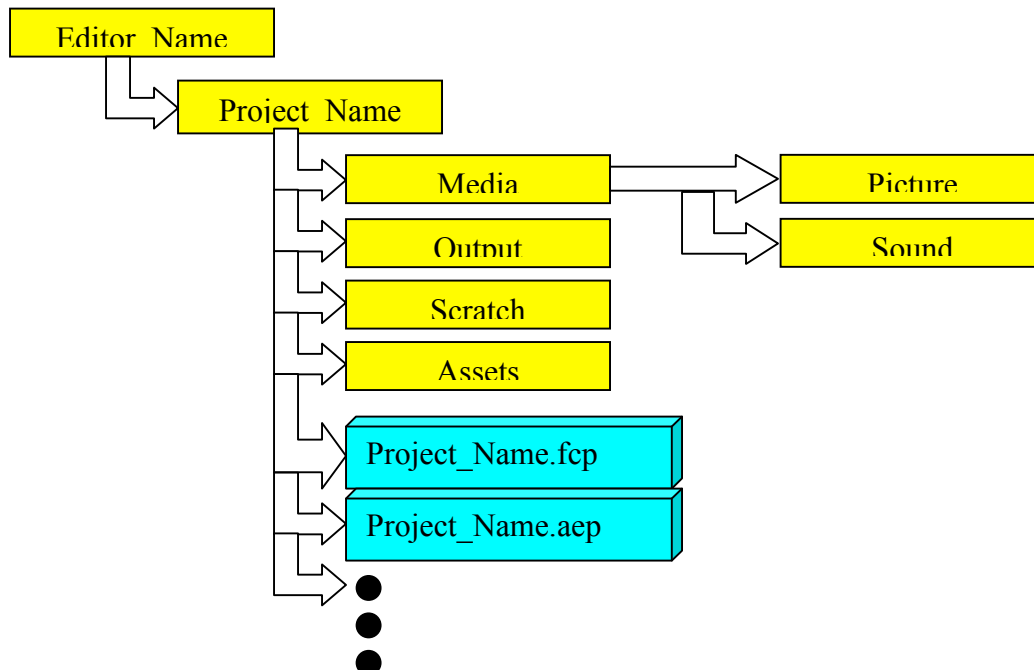 Editor_Name
Project_Name
Media
Picture
Output
Sound
Scratch
Assets
Project_Name.fcp
Project_Name.aep